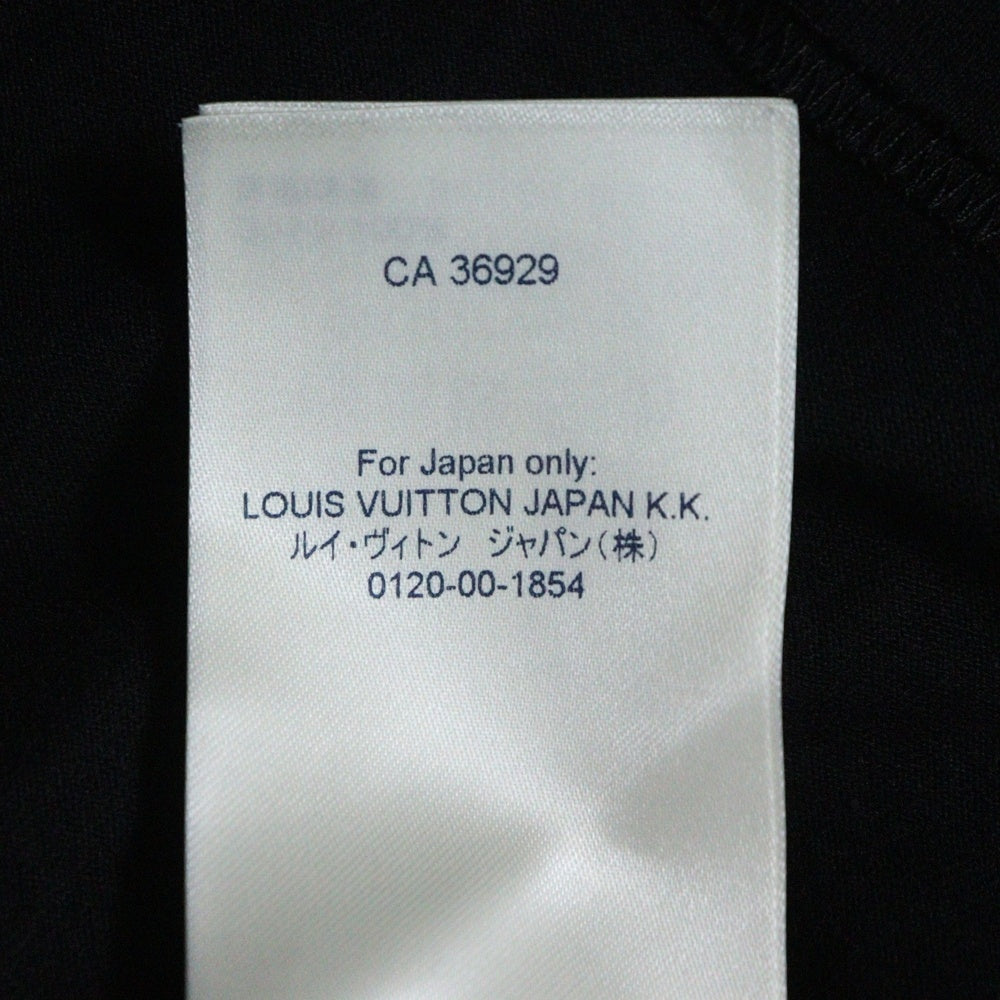 CA 36929
For Japan only:
LOUIS VUITTON JAPAN K.K.
ルイ・ヴィトン ジャパン(株)
0120-00-1854